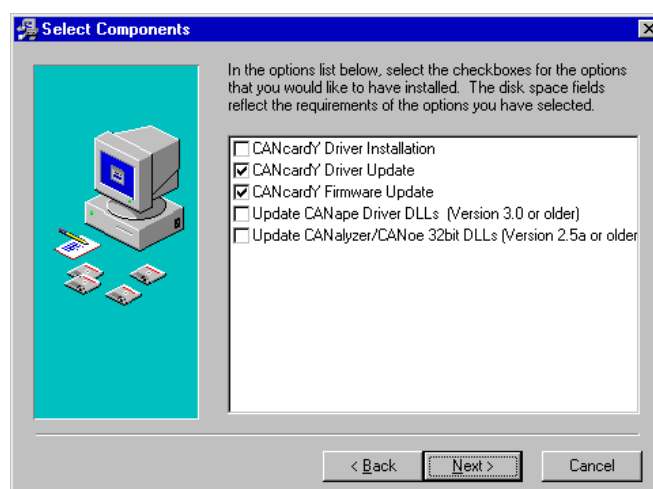 Select Components
In the options list below, select the checkboxes for the options
that you would like to have installed.  The disk space fields
reflect the requirements of the options you have selected.
CANcardY Driver Installation
CANcardY Driver Update
CANcardY Firmware Update
Update CANape Driver DLLs  (Version 3.0 or older)
Update CANalyzer/CANoe 32bit DLLs (Version 2.5a or older
< Back
Next >
Cancel